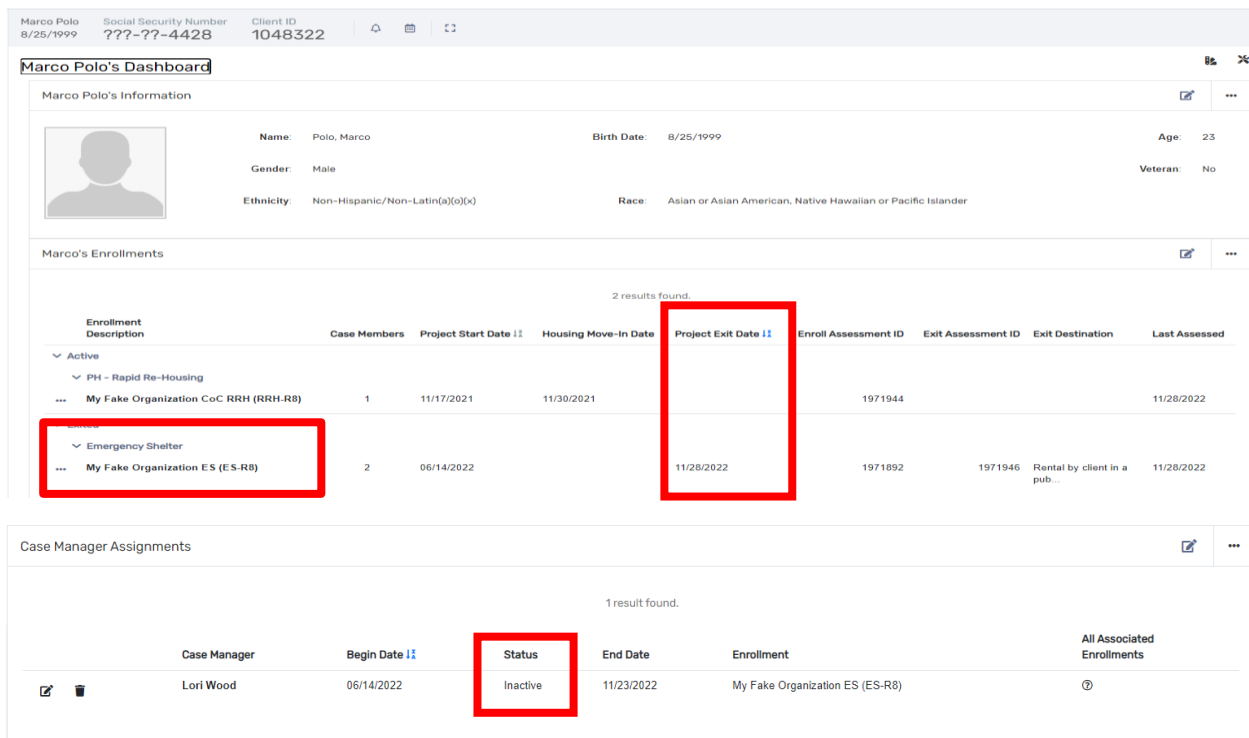 Marco Polo Social Security Number Client ID
8/25/1999 ???-??-4428 1048322
Marco Polo's Dashboard
Marco Polo's Information
Name: Polo, Marco Birth Date: 8/25/1999 Age: 23
Gender: Male Veteran: No
Ethnicity: Non-Hispanic/Non-Latin(a)(o)(x) Race: Asian or Asian American, Native Hawaiian or Pacific Islander
Marco's Enrollments
2 results found.
Enrollment
Description Case Members Project Start Date Housing Move-In Date Project Exit Date Enroll Assessment ID Exit Assessment ID Exit Destination Last Assessed
Active
PH - Rapid Re-Housing
My Fake Organization CoC RRH (RRH-R8) 1 11/17/2021 11/30/2021 1971944 11/28/2022
Exited
Emergency Shelter
My Fake Organization ES (ES-R8) 2 06/14/2022 11/28/2022 1971892 1971946 Rental by client in a 11/28/2022
pub...
Case Manager Assignments
1 result found.
All Associated
Case Manager Begin Date Status End Date Enrollment Enrollments
Lori Wood 06/14/2022 Inactive 11/23/2022 My Fake Organization ES (ES-R8)